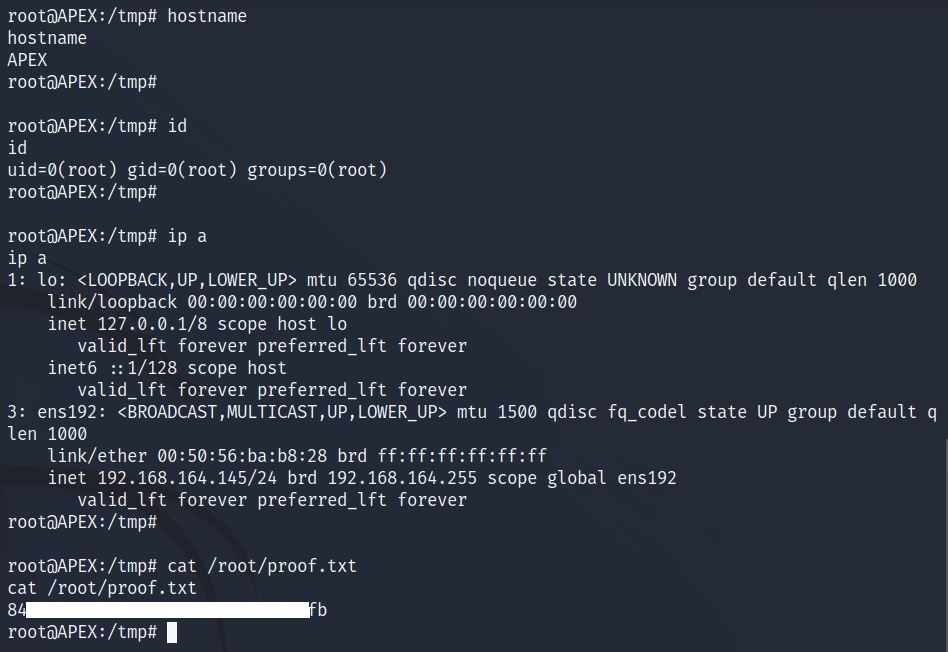 root@APEX:/tmp# hostname
hostname
APEX
root@APEX:/tmp#
root@APEX:/tmp# id
id
uid=0(root) gid=0(root) groups=0(root)
root@APEX:/tmp#
root@APEX:/tmp# ip a
ip a
1: lo: <LOOPBACK,UP,LOWER_UP> mtu 65536 qdisc noqueue state UNKNOWN group default qlen 1000
    link/loopback 00:00:00:00:00:00 brd 00:00:00:00:00:00
    inet 127.0.0.1/8 scope host lo
       valid_lft forever preferred_lft forever
    inet6 ::1/128 scope host
       valid_lft forever preferred_lft forever
3: ens192: <BROADCAST,MULTICAST,UP,LOWER_UP> mtu 1500 qdisc fq_codel state UP group default q
len 1000
    link/ether 00:50:56:ba:b8:28 brd ff:ff:ff:ff:ff:ff
    inet 192.168.164.145/24 brd 192.168.164.255 scope global ens192
       valid_lft forever preferred_lft forever
root@APEX:/tmp#
root@APEX:/tmp# cat /root/proof.txt
cat /root/proof.txt
84 fb
root@APEX:/tmp#